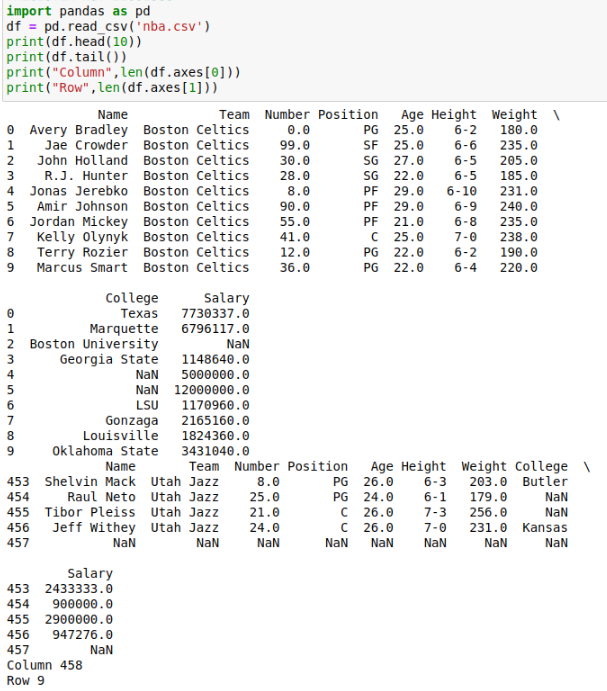 import pandas as pd
df = pd.read_csv('nba.csv')
print(df.head(10))
print(df.tail())
print("Column",len(df.axes[0]))
print("Row",len(df.axes[1]))
Name Team Number Position Age Height Weight \
0 Avery Bradley Boston Celtics 0.0 PG 25.0 6-2 180.0
1 Jae Crowder Boston Celtics 99.0 SF 25.0 6-6 235.0
2 John Holland Boston Celtics 30.0 SG 27.0 6-5 205.0
3 R.J. Hunter Boston Celtics 28.0 SG 22.0 6-5 185.0
4 Jonas Jerebko Boston Celtics 8.0 PF 29.0 6-10 231.0
5 Amir Johnson Boston Celtics 90.0 PF 29.0 6-9 240.0
6 Jordan Mickey Boston Celtics 55.0 PF 21.0 6-8 235.0
7 Kelly Olynyk Boston Celtics 41.0 C 25.0 7-0 238.0
8 Terry Rozier Boston Celtics 12.0 PG 22.0 6-2 190.0
9 Marcus Smart Boston Celtics 36.0 PG 22.0 6-4 220.0
College Salary
0 Texas 7730337.0
1 Marquette 6796117.0
2 Boston University NaN
3 Georgia State 1148640.0
4 NaN 5000000.0
5 NaN 12000000.0
6 LSU 1170960.0
7 Gonzaga 2165160.0
8 Louisville 1824360.0
9 Oklahoma State 3431040.0
Name Team Number Position Age Height Weight College \
453 Shelvin Mack Utah Jazz 8.0 PG 26.0 6-3 203.0 Butler
454 Raul Neto Utah Jazz 25.0 PG 24.0 6-1 179.0 NaN
455 Tibor Pleiss Utah Jazz 21.0 C 26.0 7-3 256.0 NaN
456 Jeff Withey Utah Jazz 24.0 C 26.0 7-0 231.0 Kansas
457 NaN NaN NaN NaN NaN NaN NaN NaN
Salary
453 2433333.0
454 900000.0
455 2900000.0
456 947276.0
457 NaN
Column 458
Row 9